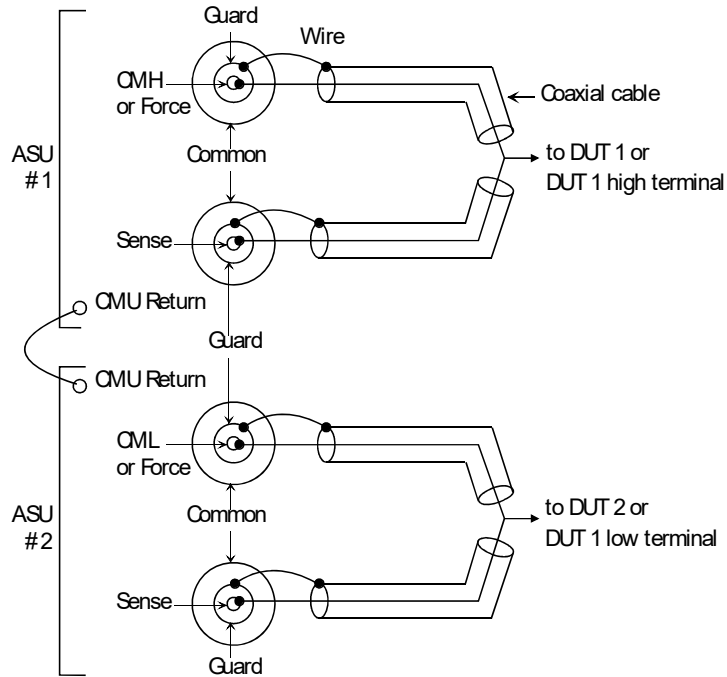 Guard
Wire
CMH
or Force
Coaxial cable
ASU
#1
Common
to DUT 1 or
DUT 1 high terminal
Sense
CMU Return
Guard
CMU Return
CML
or Force
ASU
#2
Common
to DUT 2 or
DUT 1 low terminal
Sense
Guard